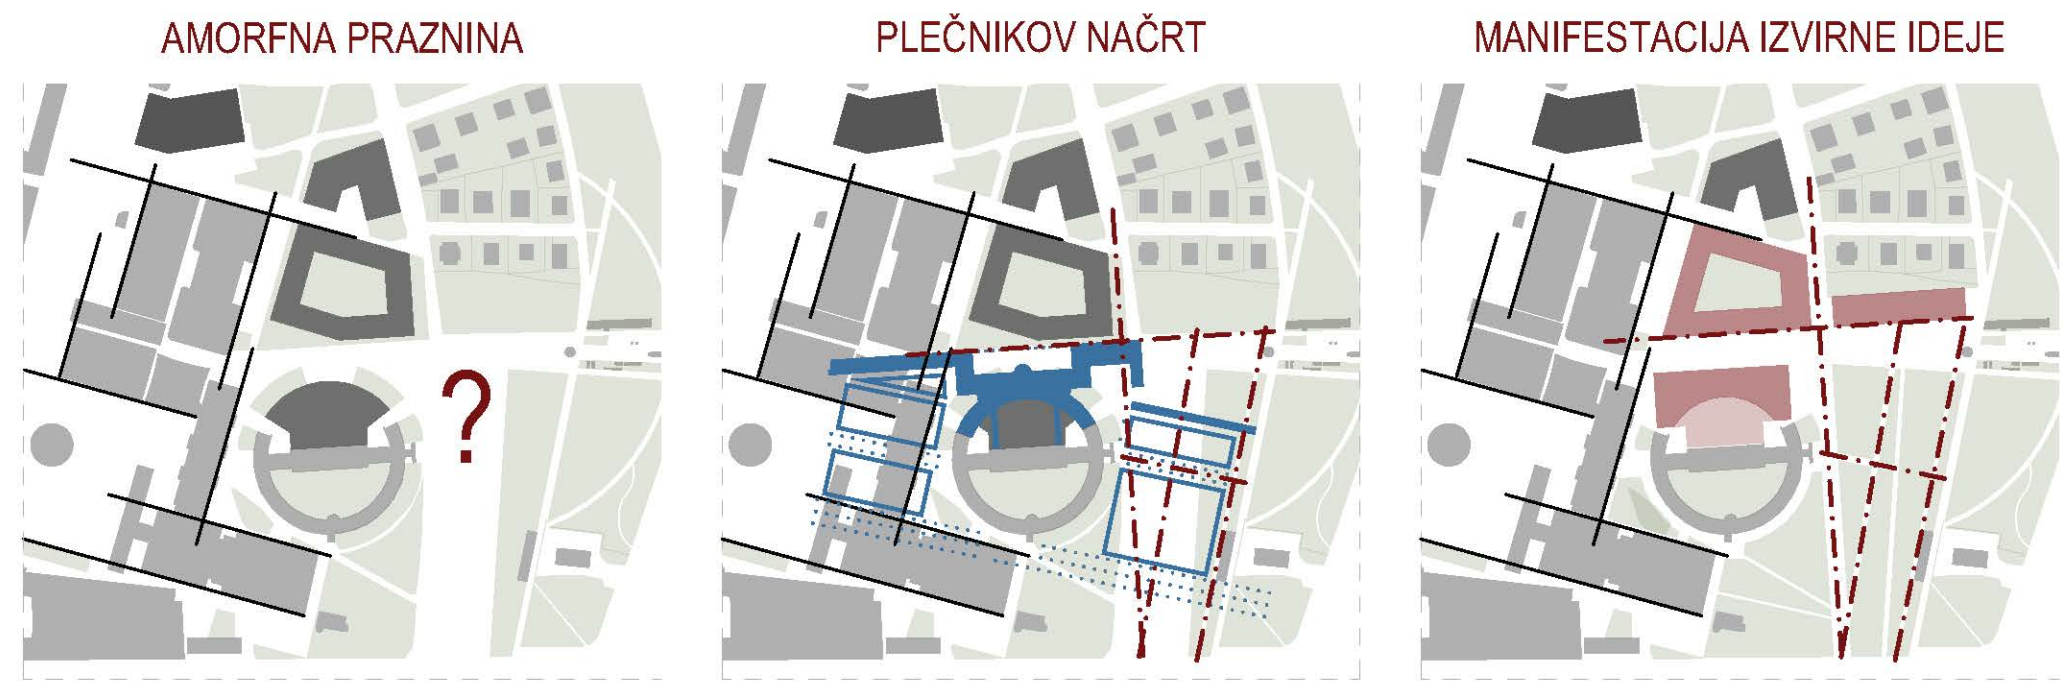 AMORFNA PRAZNINA
PLEČNIKOV NAČRT
MANIFESTACIJA IZVIRNE IDEJE
?